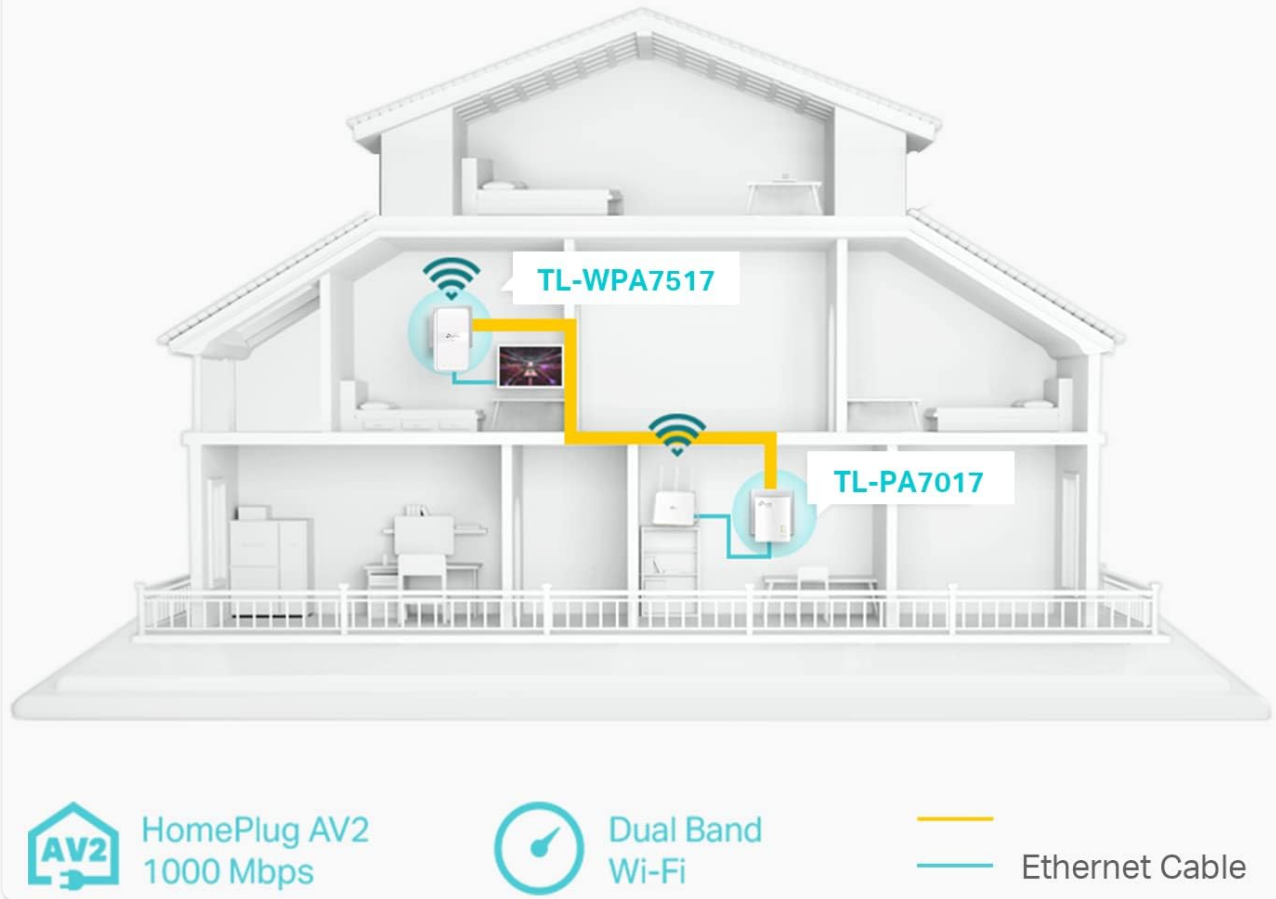 TL-WPA7517
TL-PA7017
AV2
HomePlug AV2
1000 Mbps
Dual Band
Wi-Fi
Ethernet Cable